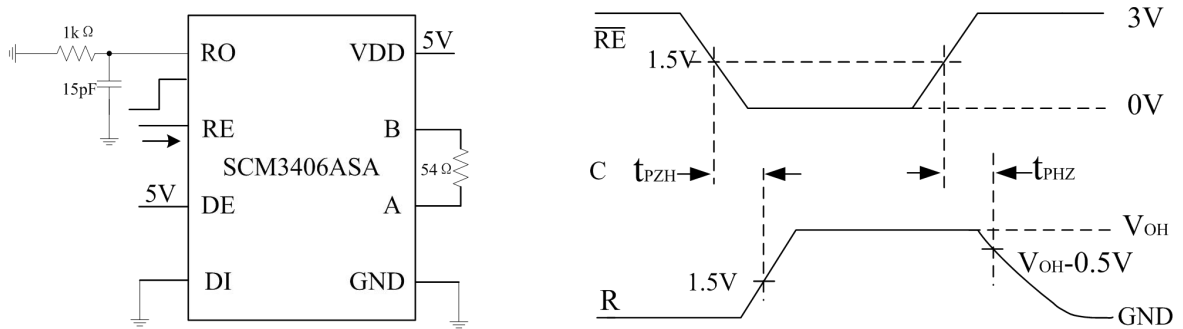 1kΩ
15pF
RO
VDD
5V
RE
B
SCM3406ASA
54 Ω
5V
DE
A
DI
GND
RE
3V
1.5V
0V
C
tPZH
tPHZ
VOH
VOH-0.5V
1.5V
R
GND